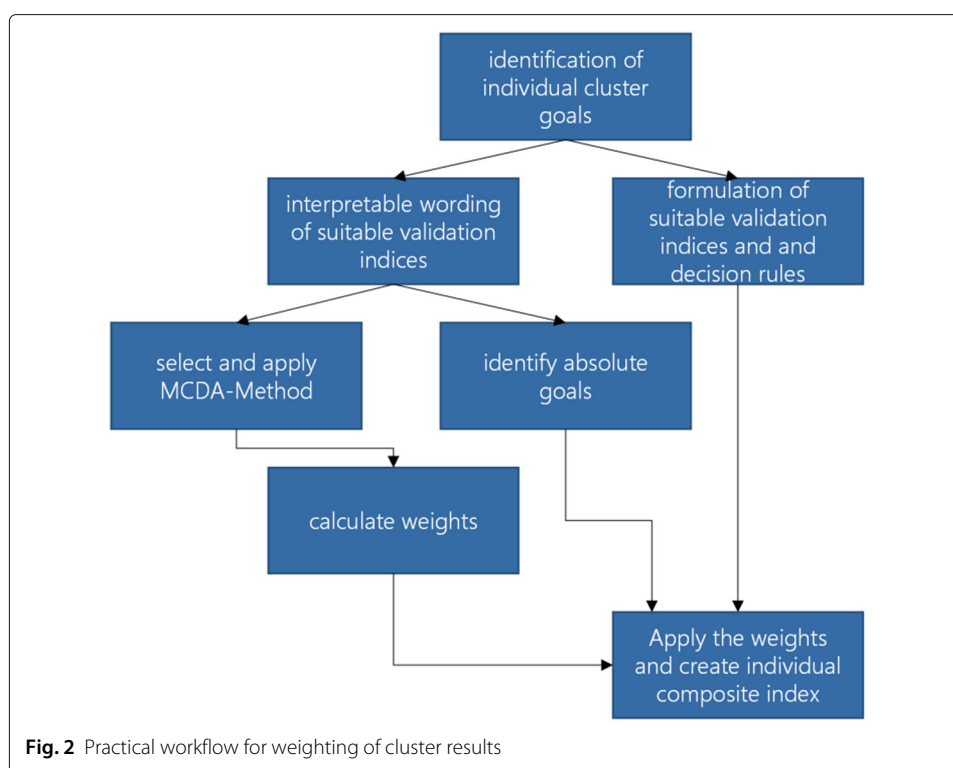 identification of
individual cluster
goals
interpretable wording
of suitable validation
indices
formulation of
suitable validation
indices and and
decision rules
select and apply
MCDA-Method
identify absolute
goals
calculate weights
Apply the weights
and create individual
composite index
Fig. 2 Practical workflow for weighting of cluster results